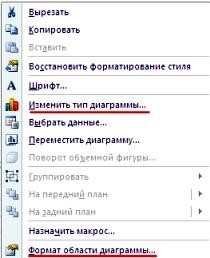 Вырезать
Копировать
Вставить
Восстановить форматирование стиля
Шрифт...
Изменить тип диаграммы...
Выбрать данные...
Переместить диаграмму...
Поворот объемной фигуры...
Группировать
На передний план
На задний план
Назначить макрос...
Формат области диаграммы...